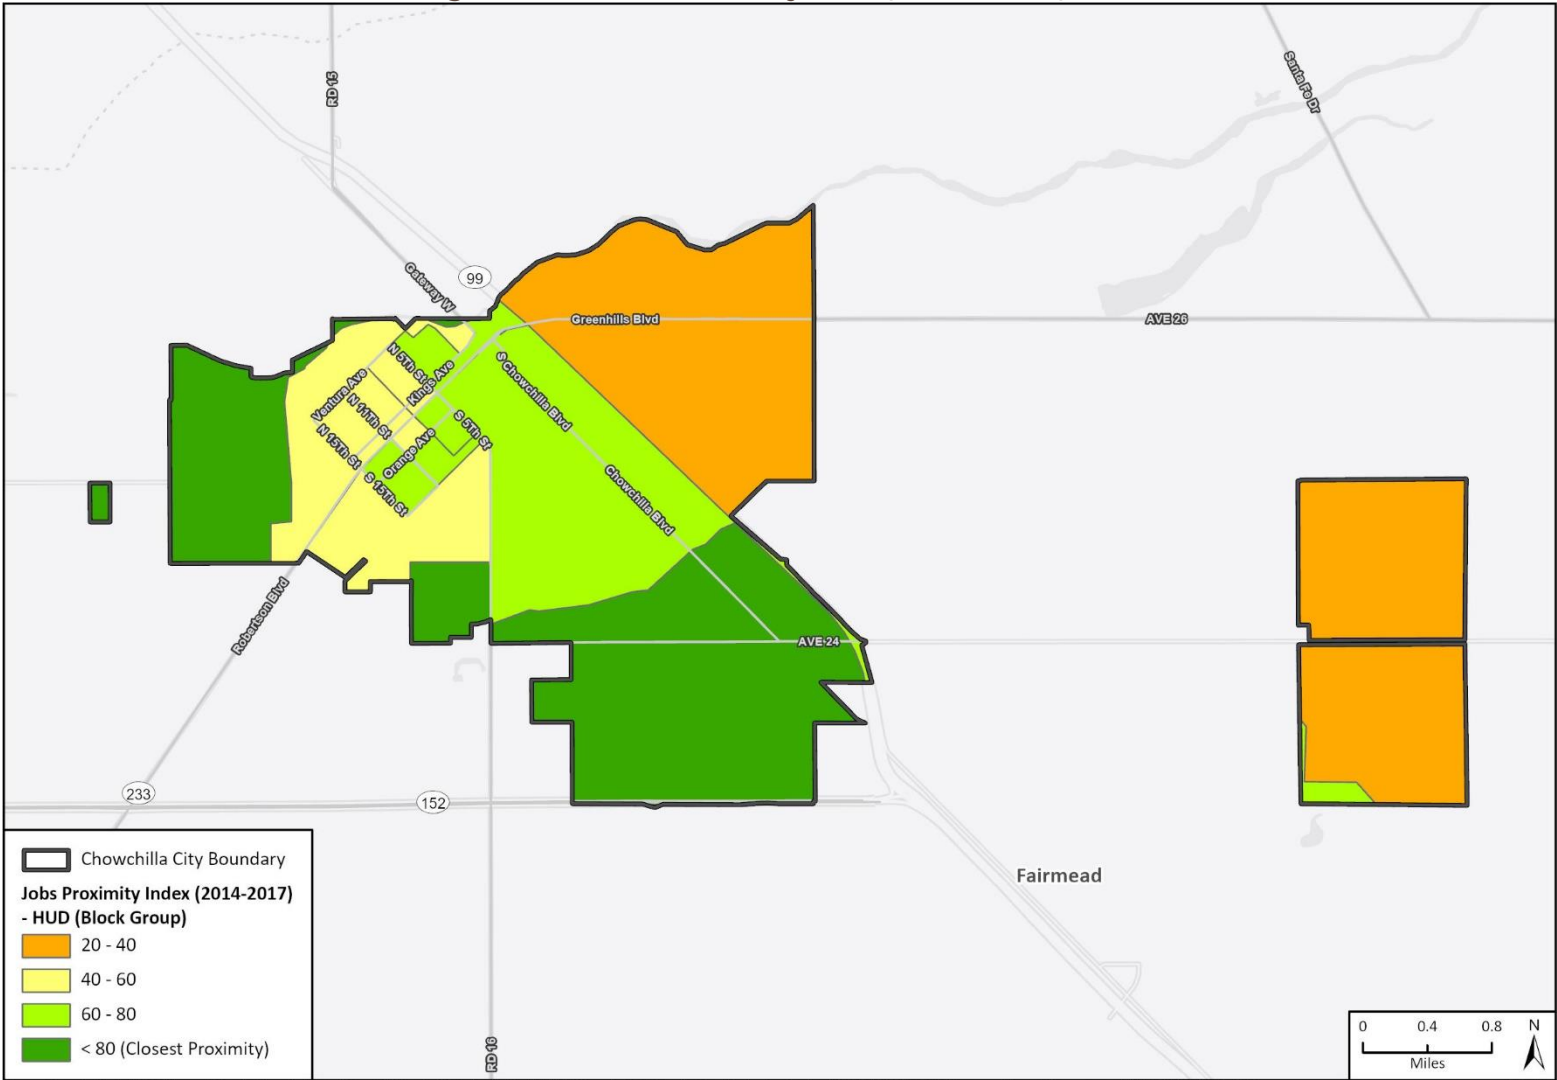 RD 15
Santa Fe Dr
Gateway W
99
Greenhills Blvd
AVE 26
N 5Th St
Kings Ave
S Chowchilla Blvd
Ventura Ave
N 11Th St
S 5Th St
N 15Th St
Orange Ave
S 15Th St
Chowchilla Blvd
Robertson Blvd
AVE 24
233
152
Fairmead
RD 16
Chowchilla City Boundary
Jobs Proximity Index (2014-2017)
- HUD (Block Group)
20 - 40
40 - 60
60 - 80
< 80 (Closest Proximity)
0 0.4 0.8
Miles
N